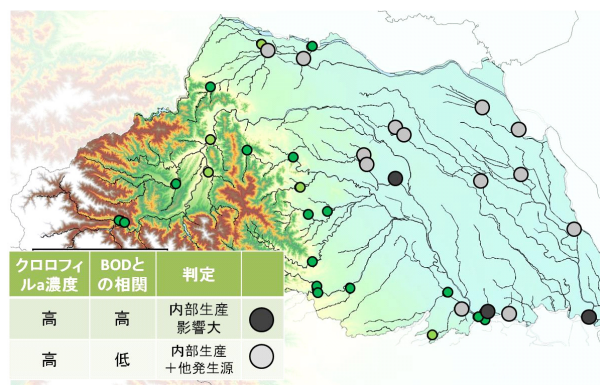 クロロフィ
ルa濃度
BODと
の相関
判定
高
高
内部生産
影響大
高
低
内部生産
＋他発生源